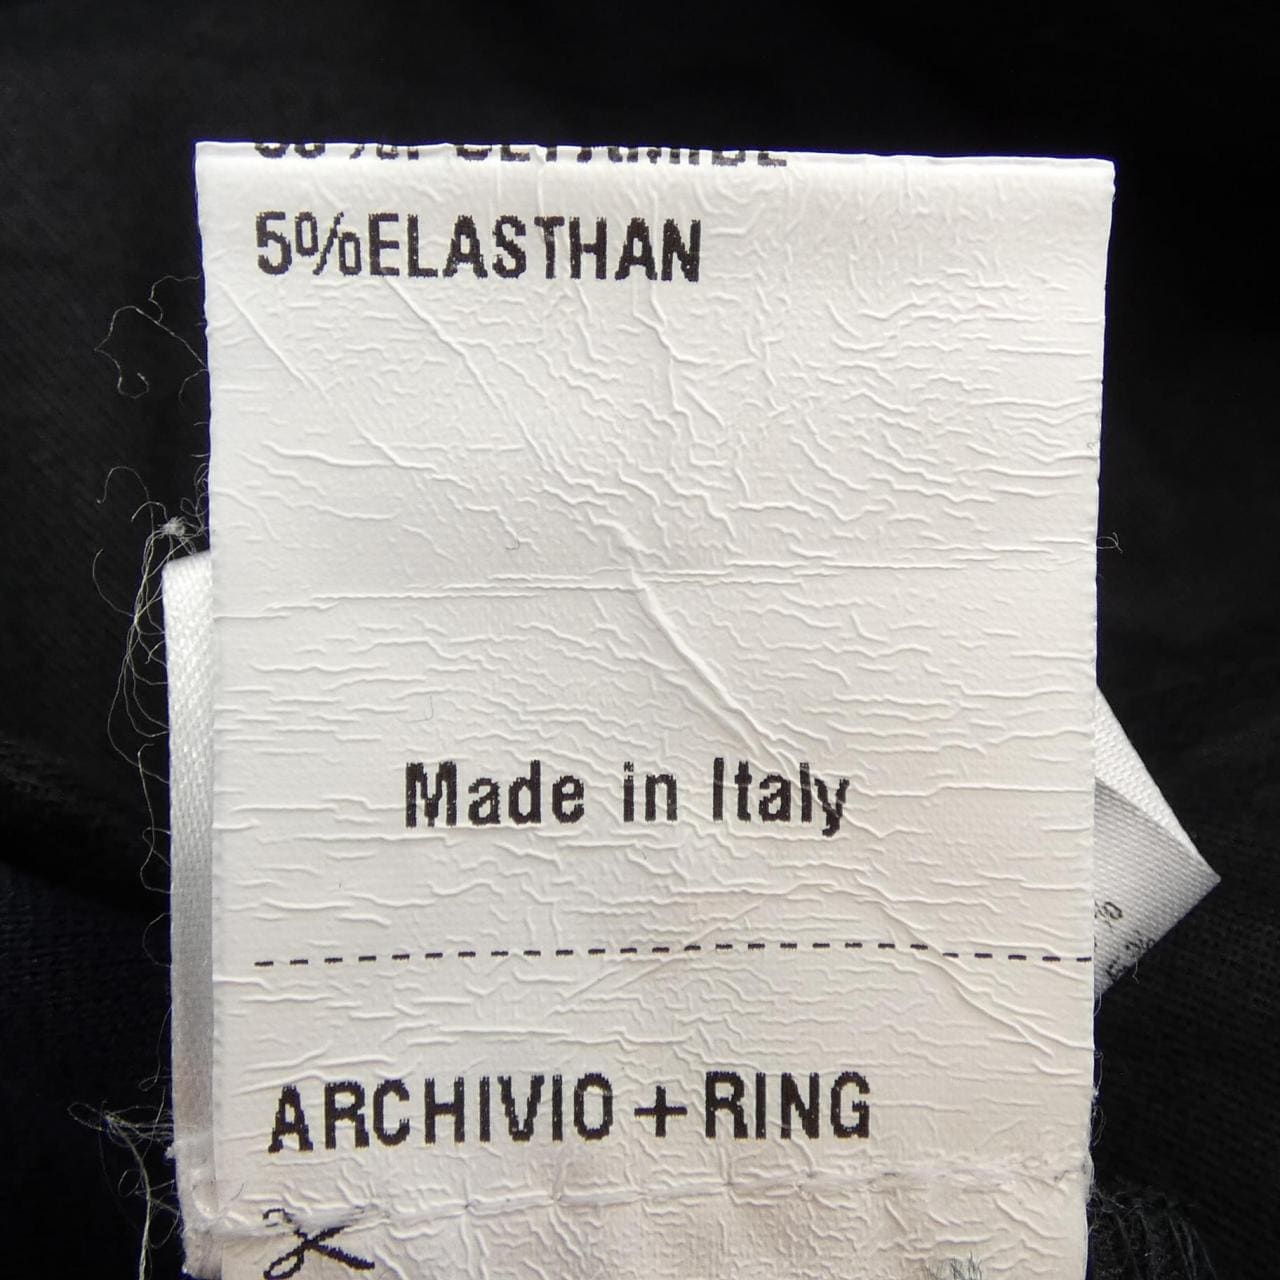 5%ELASTHAN
Made in Italy
ARCHIVIO + RING